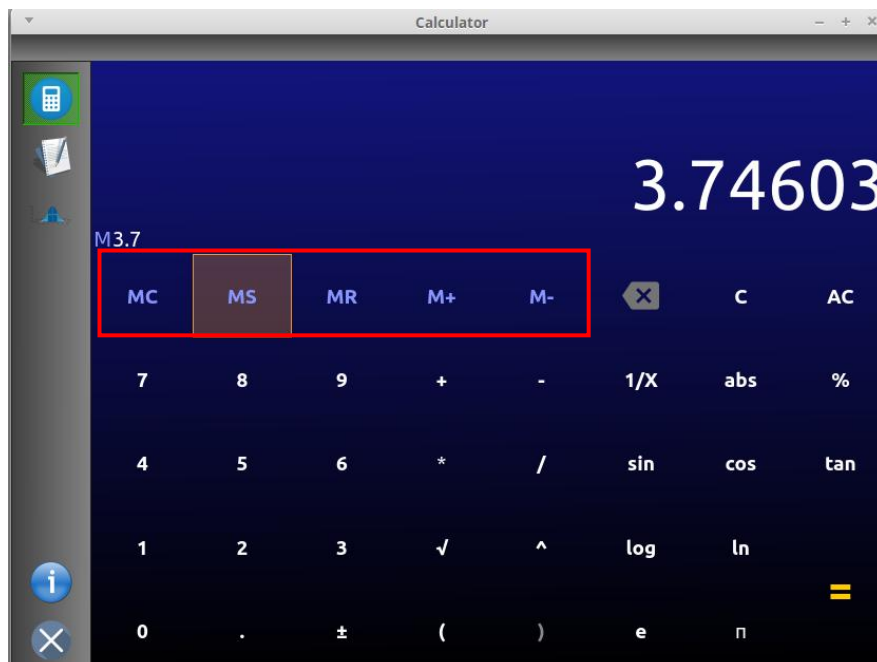 Calculator
3.74603
M3.7
MC MS MR M+ M- C AC
7 8 9 + - 1/X abs %
4 5 6 * / sin cos tan
1 2 3 √ ^ log ln
=
0 . ± ( ) e п